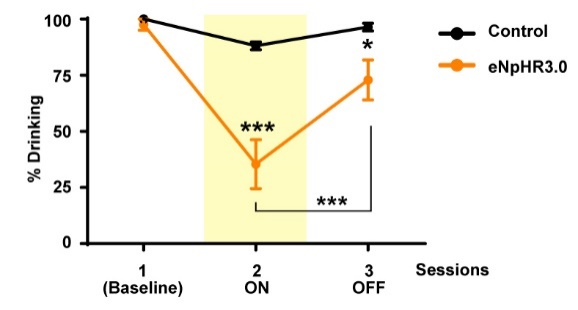 100
75
50
25
0
% Drinking
Control
eNpHR3.0
*
***
***
1 2 3 Sessions
(Baseline) ON OFF